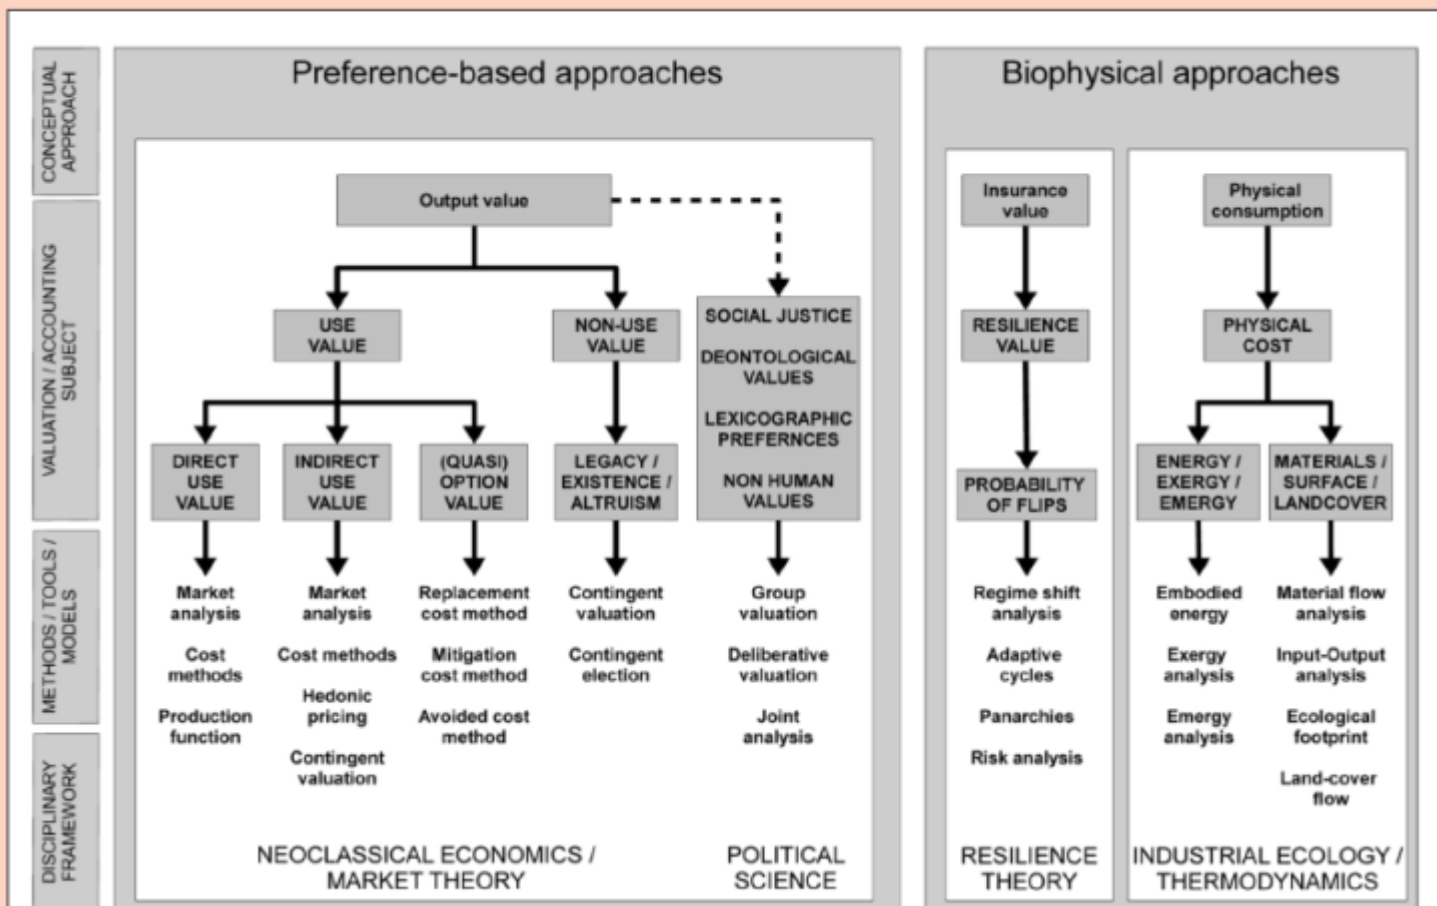 CONCEPTUAL
APPROACH
VALUATION / ACCOUNTING
SUBJECT
METHODS / TOOLS /
MODELS
DISCIPLINARY
FRAMEWORK
Preference-based approaches
Output value
USE
VALUE
NON-USE
VALUE
SOCIAL JUSTICE
DEONTOLOGICAL
VALUES
LEXICOGRAPHIC
PREFERNCES
NON HUMAN
VALUES
DIRECT
USE
VALUE
INDIRECT
USE
VALUE
(QUASI)
OPTION
VALUE
LEGACY /
EXISTENCE /
ALTRUISM
Market
analysis
Cost
methods
Production
function
Market
analysis
Cost methods
Hedonic
pricing
Contingent
valuation
Replacement
cost method
Mitigation
cost method
Avoided cost
method
Contingent
valuation
Contingent
election
Group
valuation
Deliberative
valuation
Joint
analysis
NEOCLASSICAL ECONOMICS /
MARKET THEORY
POLITICAL
SCIENCE
Biophysical approaches
Insurance
value
RESILIENCE
VALUE
PROBABILITY
OF FLIPS
Regime shift
analysis
Adaptive
cycles
Panarchies
Risk analysis
RESILIENCE
THEORY
Physical
consumption
PHYSICAL
COST
ENERGY /
EXERGY /
EMERGY
MATERIALS /
SURFACE /
LANDCOVER
Embodied
energy
Exergy
analysis
Emergy
analysis
Material flow
analysis
Input-Output
analysis
Ecological
footprint
Land-cover
flow
INDUSTRIAL ECOLOGY /
THERMODYNAMICS